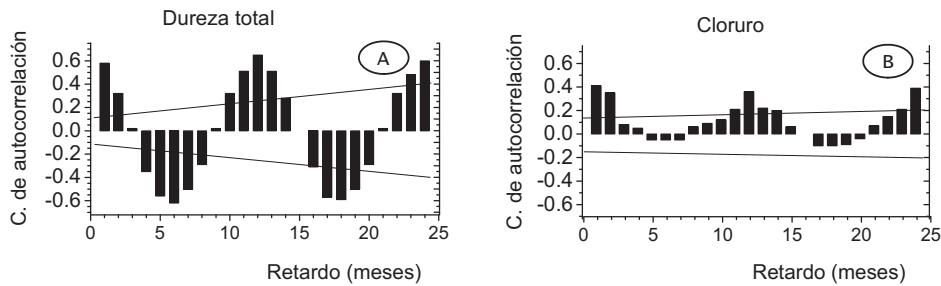 Dureza total
A
C. de autocorrelación
0.6
0.4
0.2
0.0
-0.2
-0.4
-0.6
0 5 10 15 20 25
Retardo (meses)
Cloruro
B
C. de autocorrelación
0.6
0.4
0.2
0.0
-0.2
-0.4
-0.6
0 5 10 15 20 25
Retardo (meses)